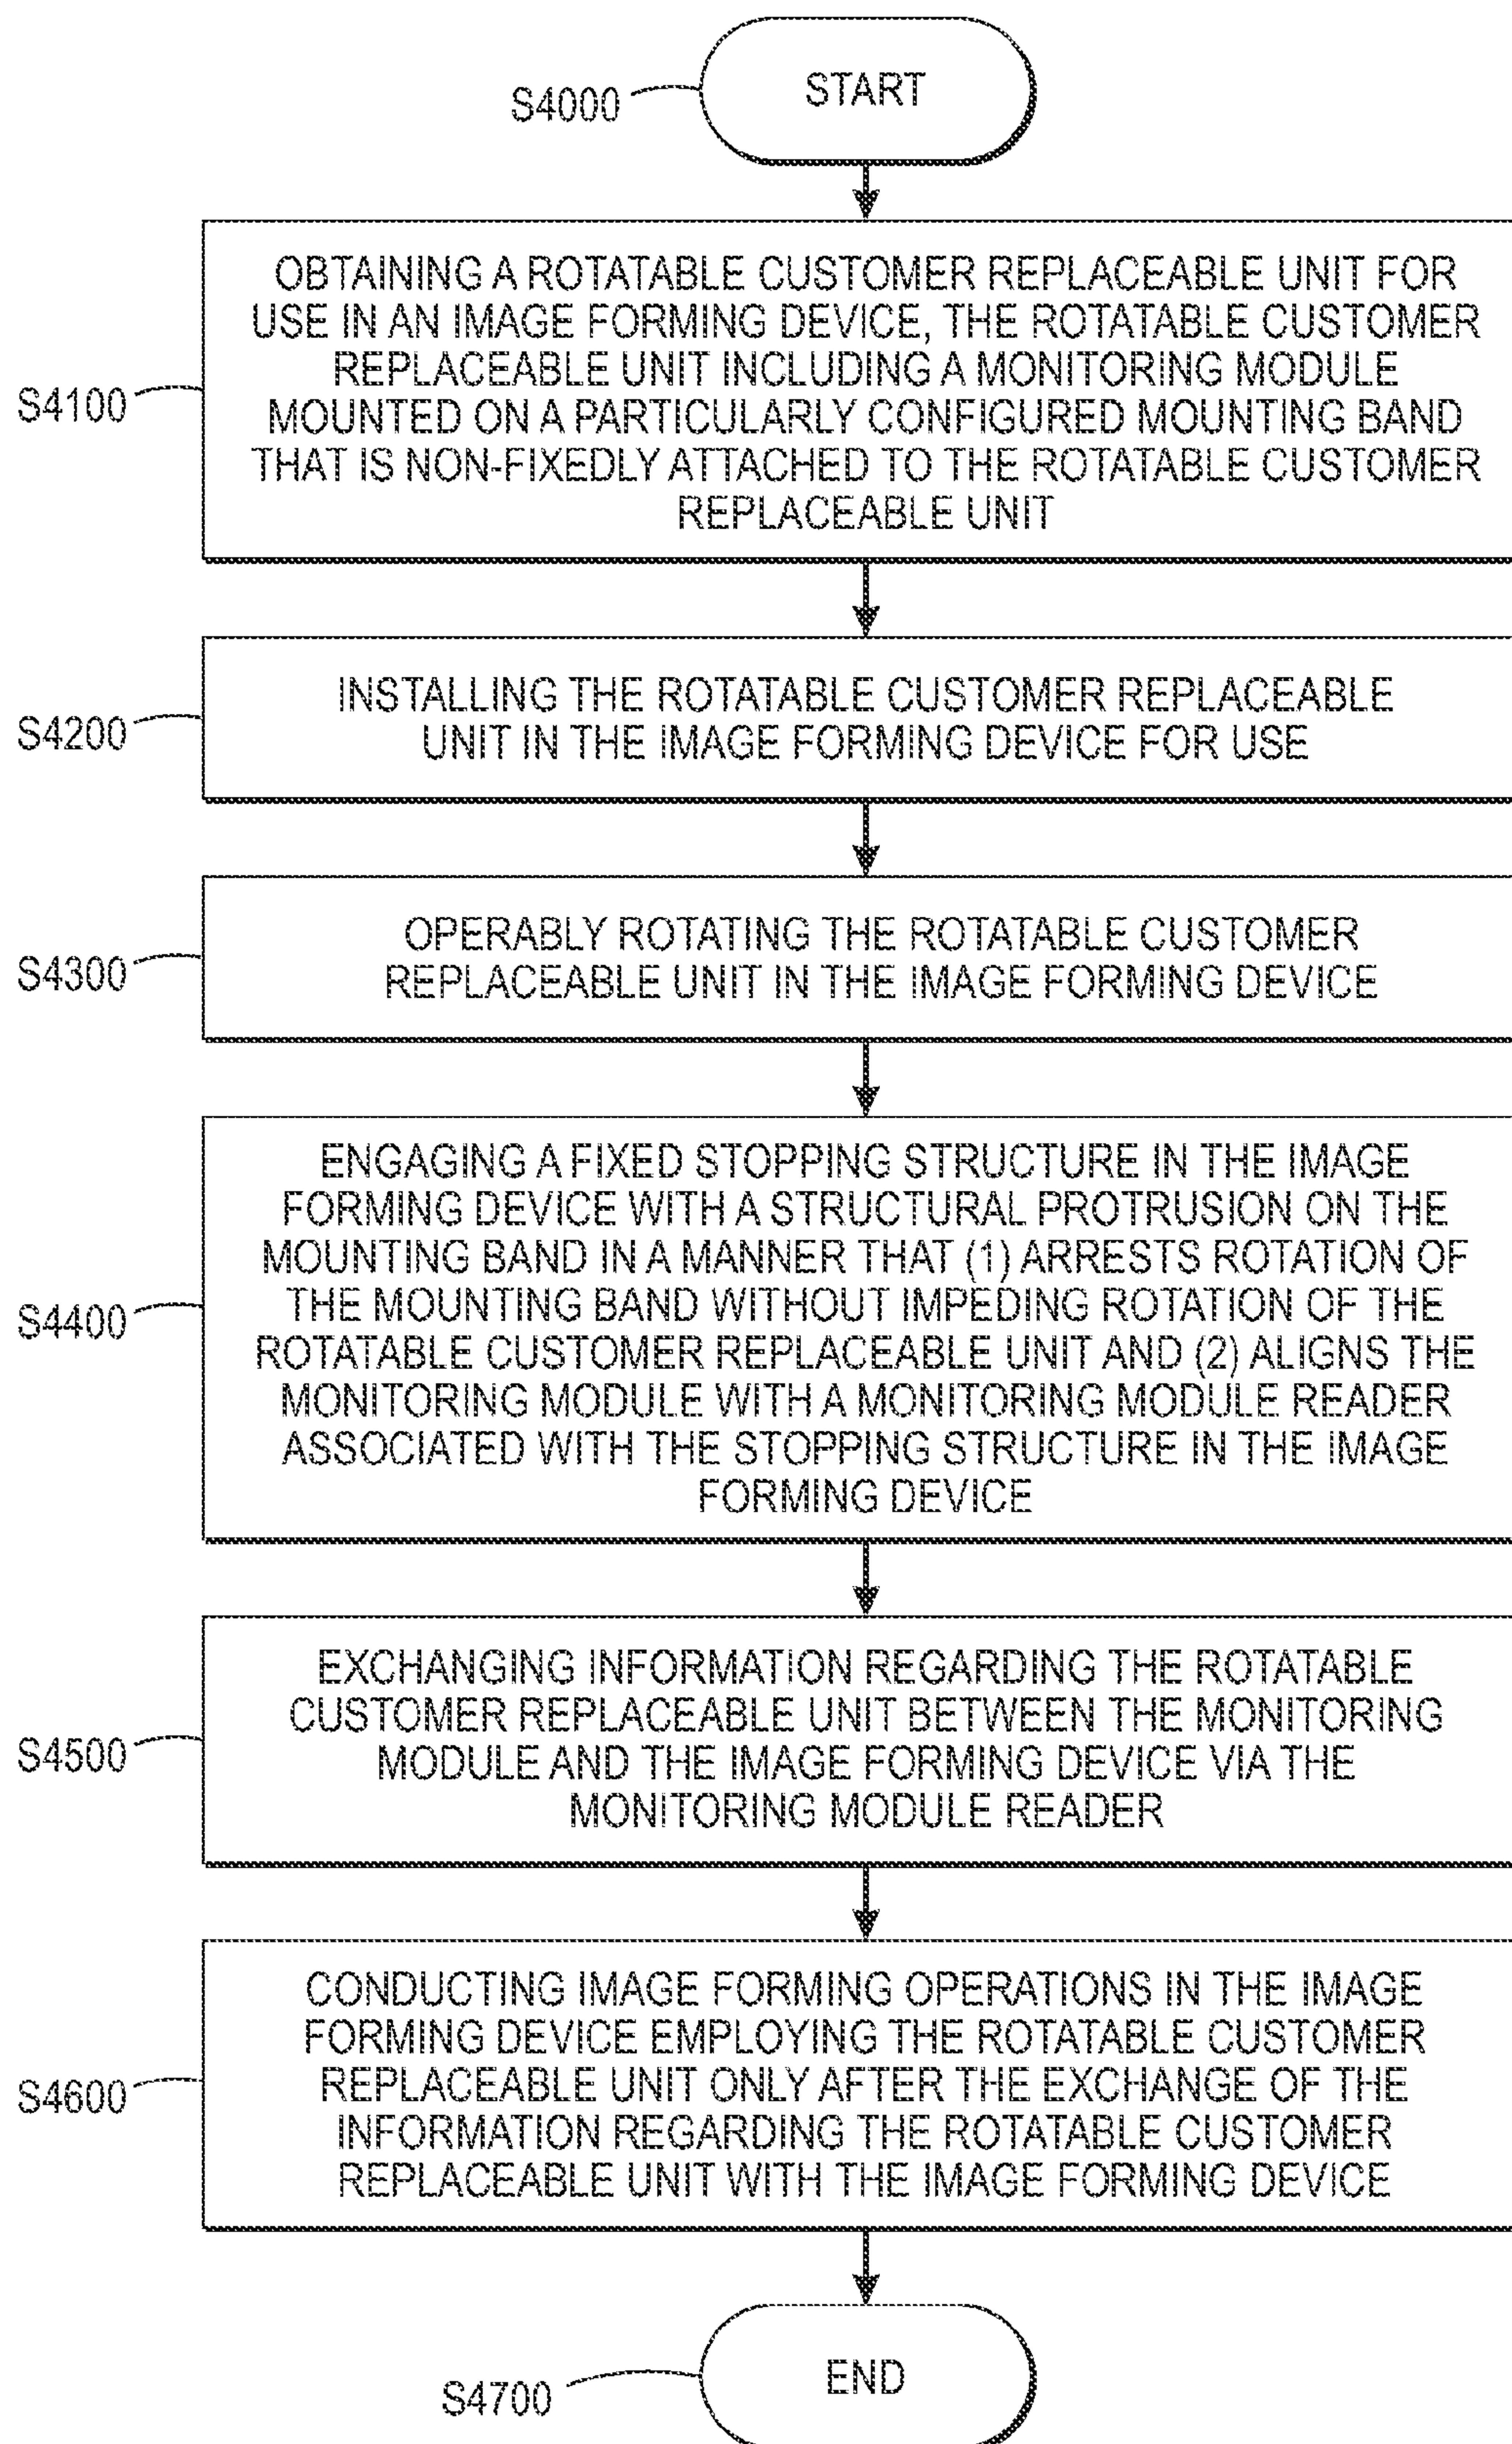 START
S4000
OBTAINING A ROTATABLE CUSTOMER REPLACEABLE UNIT FOR
USE IN AN IMAGE FORMING DEVICE, THE ROTATABLE CUSTOMER
REPLACEABLE UNIT INCLUDING A MONITORING MODULE
MOUNTED ON A PARTICULARLY CONFIGURED MOUNTING BAND
THAT IS NON-FIXEDLY ATTACHED TO THE ROTATABLE CUSTOMER
REPLACEABLE UNIT
S4100
INSTALLING THE ROTATABLE CUSTOMER REPLACEABLE
UNIT IN THE IMAGE FORMING DEVICE FOR USE
S4200
OPERABLY ROTATING THE ROTATABLE CUSTOMER
REPLACEABLE UNIT IN THE IMAGE FORMING DEVICE
S4300
ENGAGING A FIXED STOPPING STRUCTURE IN THE IMAGE
FORMING DEVICE WITH A STRUCTURAL PROTRUSION ON THE
MOUNTING BAND IN A MANNER THAT (1) ARRESTS ROTATION OF
THE MOUNTING BAND WITHOUT IMPEDING ROTATION OF THE
ROTATABLE CUSTOMER REPLACEABLE UNIT AND (2) ALIGNS THE
MONITORING MODULE WITH A MONITORING MODULE READER
ASSOCIATED WITH THE STOPPING STRUCTURE IN THE IMAGE
FORMING DEVICE
S4400
EXCHANGING INFORMATION REGARDING THE ROTATABLE
CUSTOMER REPLACEABLE UNIT BETWEEN THE MONITORING
MODULE AND THE IMAGE FORMING DEVICE VIA THE
MONITORING MODULE READER
S4500
CONDUCTING IMAGE FORMING OPERATIONS IN THE IMAGE
FORMING DEVICE EMPLOYING THE ROTATABLE CUSTOMER
REPLACEABLE UNIT ONLY AFTER THE EXCHANGE OF THE
INFORMATION REGARDING THE ROTATABLE CUSTOMER
REPLACEABLE UNIT WITH THE IMAGE FORMING DEVICE
S4600
END
S4700